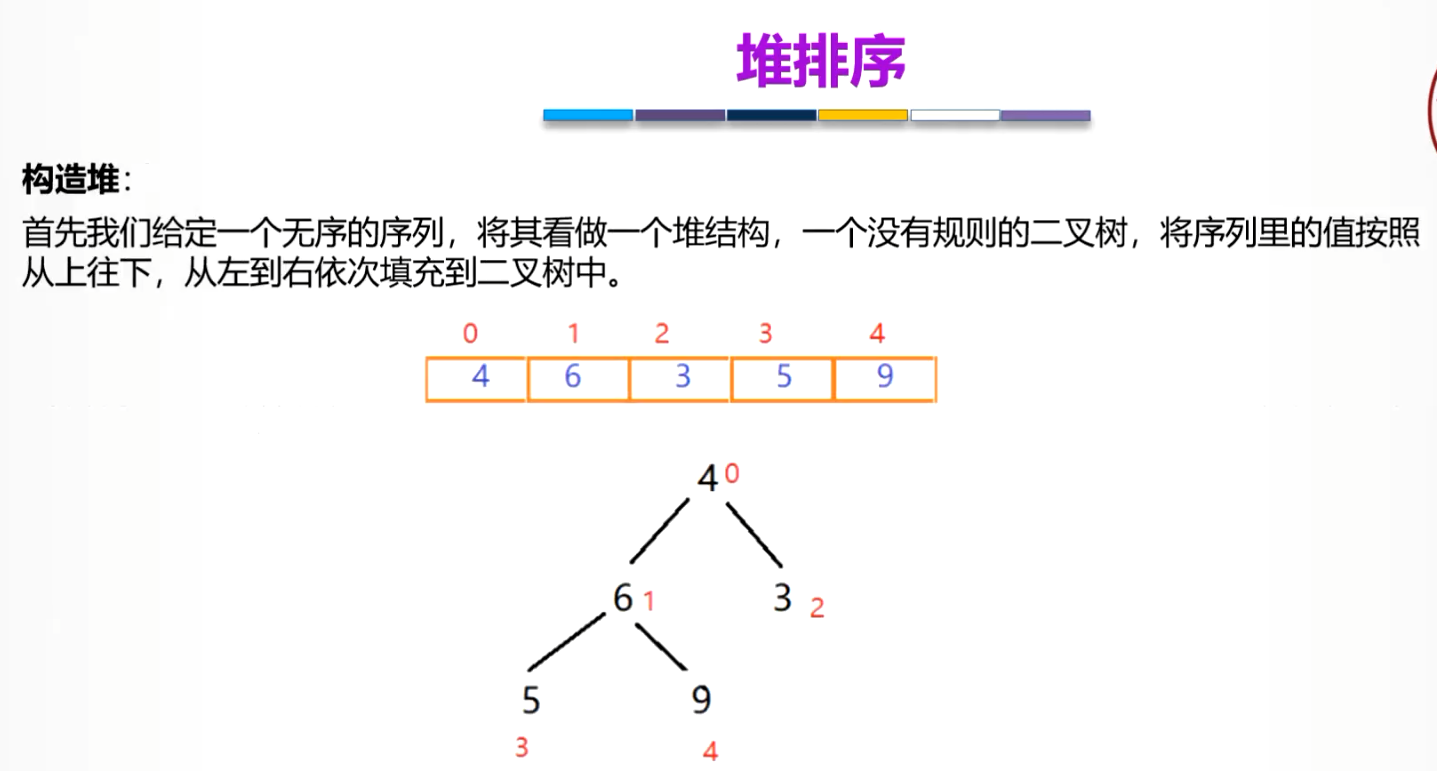 堆排序
构造堆：
首先我们给定一个无序的序列，将其看做一个堆结构，一个没有规则的二叉树，将序列里的值按照
从上往下，从左到右依次填充到二叉树中。
0 1 2 3 4
4 6 3 5 9
4 0
6 1 3 2
5 9
3 4